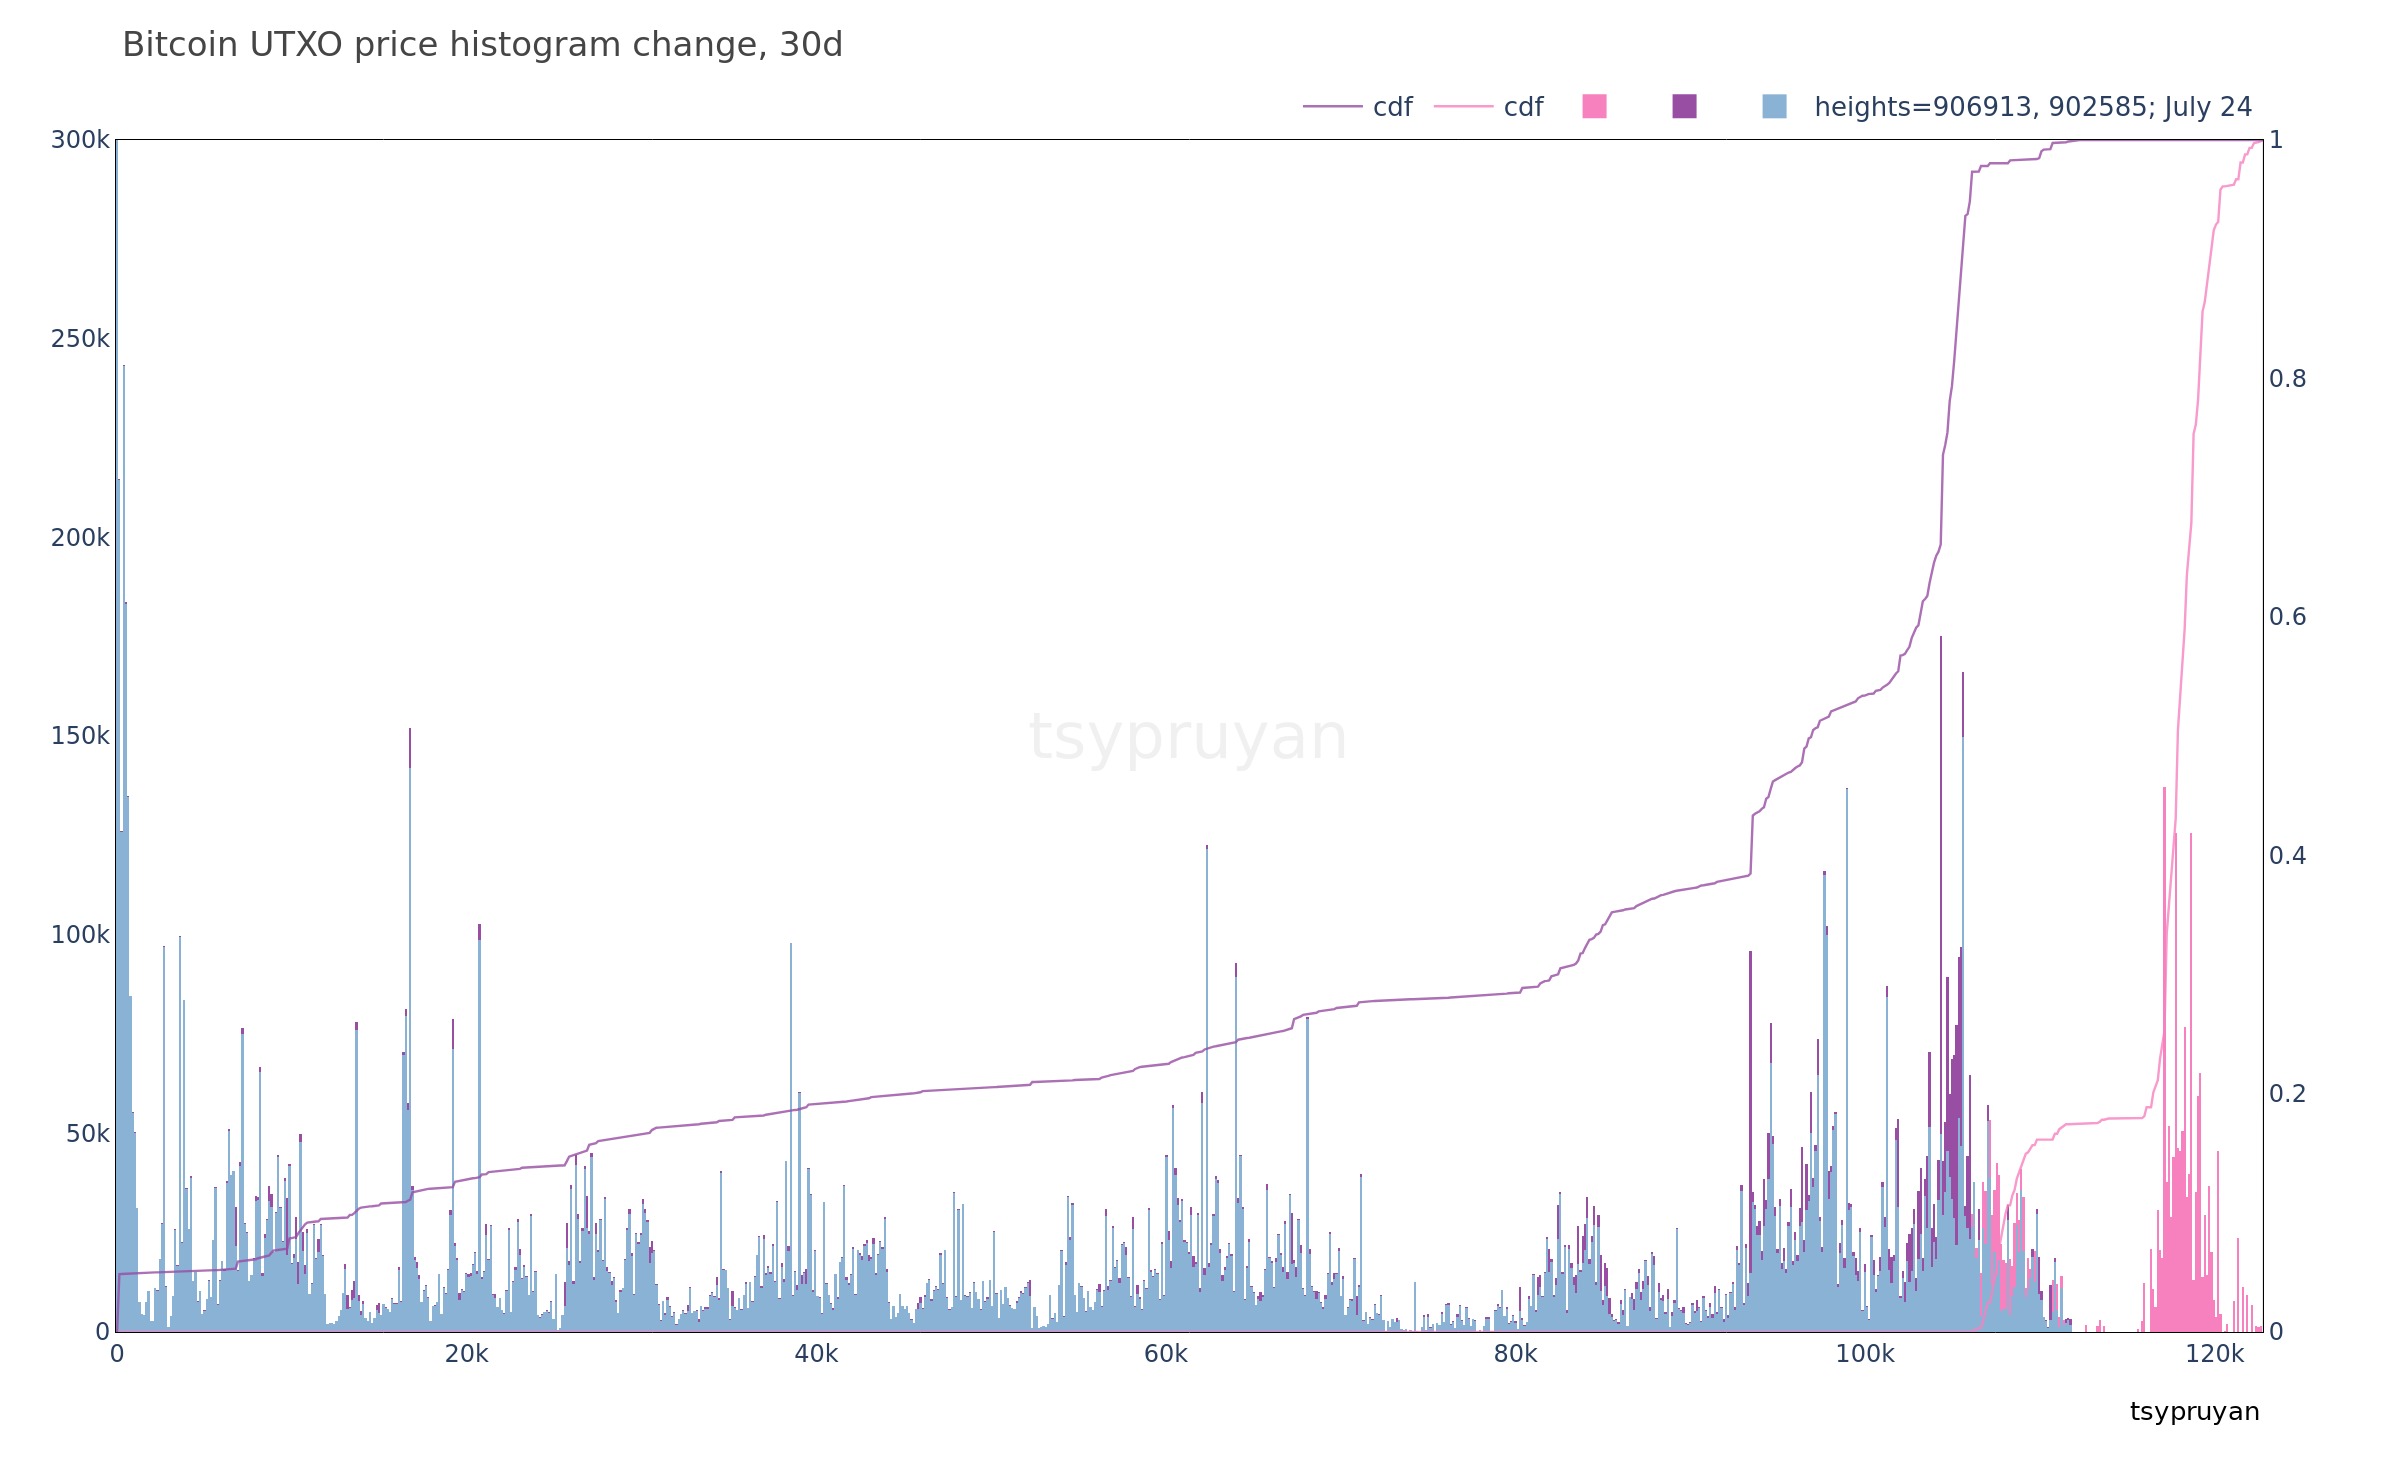 Bitcoin UTXO price histogram change, 30d
cdf cdf heights=906913, 902585; July 24
300k
250k
200k
150k
100k
50k
0
1
0.8
0.6
0.4
0.2
0
tsypruyan
0 20k 40k 60k 80k 100k 120k
tsypruyan